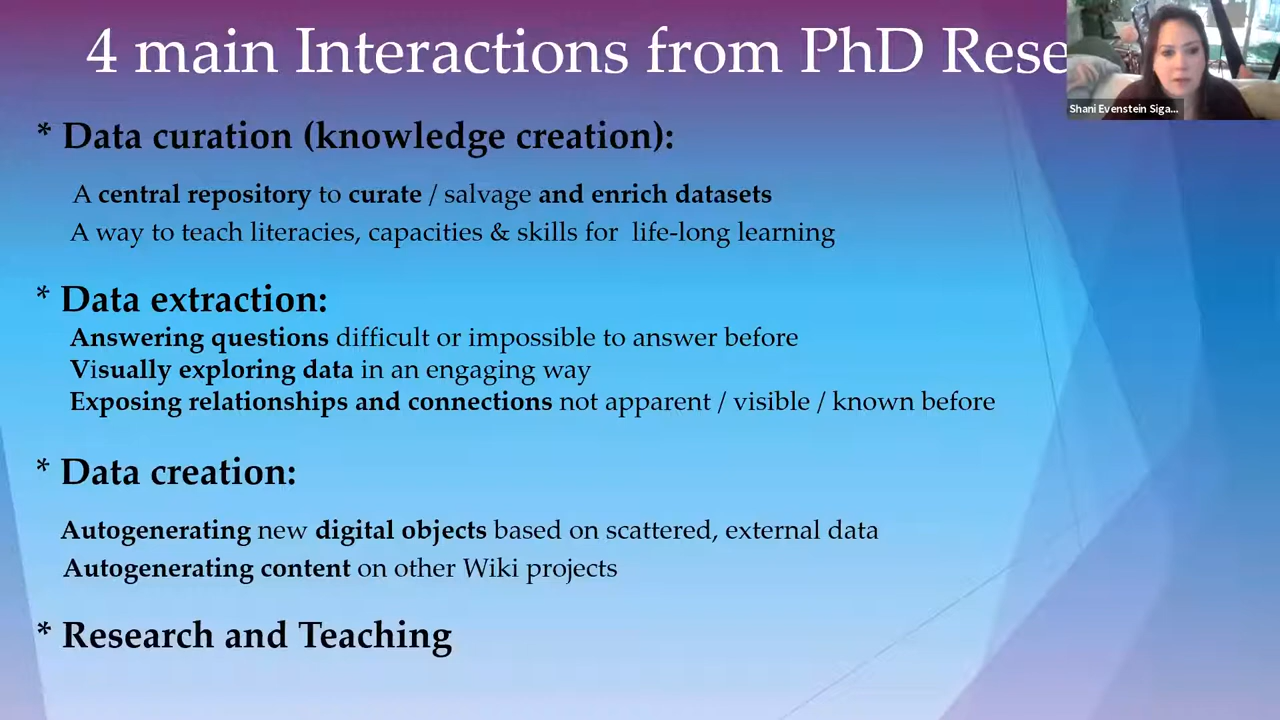 4 main Interactions from PhD Rese
Shani Evenstein Siga...
* Data curation (knowledge creation):
A central repository to curate / salvage and enrich datasets
A way to teach literacies, capacities & skills for life-long learning
* Data extraction:
Answering questions difficult or impossible to answer before
Visually exploring data in an engaging way
Exposing relationships and connections not apparent / visible / known before
* Data creation:
Autogenerating new digital objects based on scattered, external data
Autogenerating content on other Wiki projects
* Research and Teaching